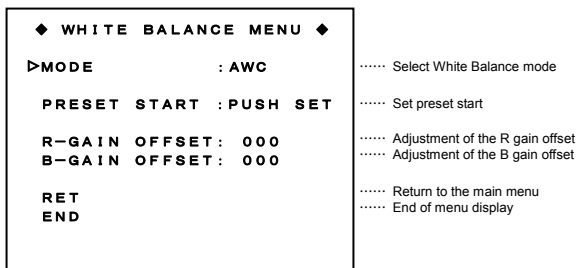 ◆ WHITE BALANCE MENU ◆
▷MODE :AWC ...... Select White Balance mode
PRESET START :PUSH SET ...... Set preset start
R−GAIN OFFSET: 000 ...... Adjustment of the R gain offset
B−GAIN OFFSET: 000 ...... Adjustment of the B gain offset
RET ...... Return to the main menu
END ...... End of menu display